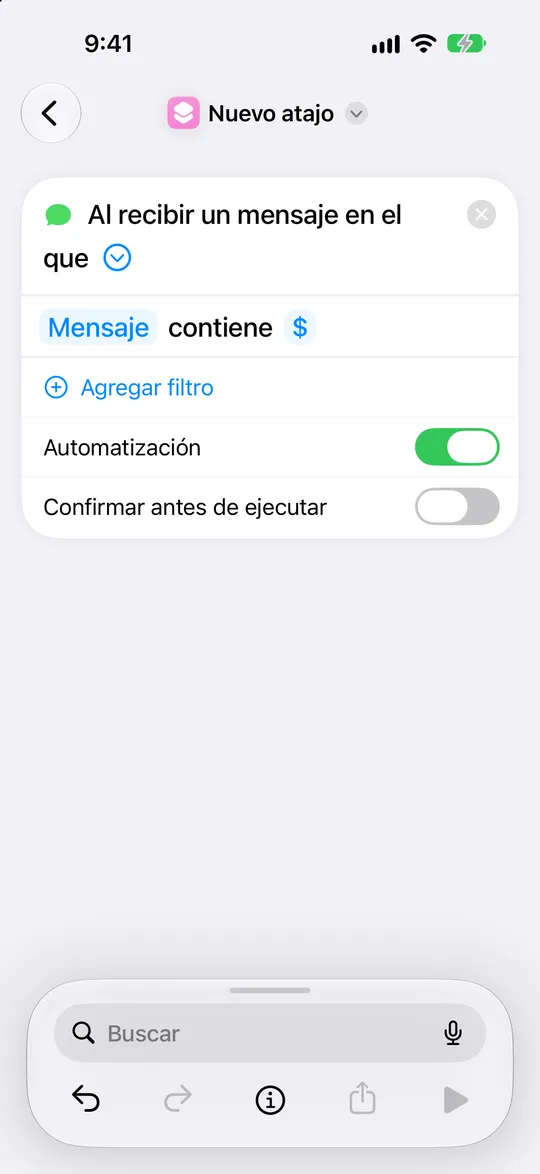 9:41
Nuevo atajo
Al recibir un mensaje en el
que
Mensaje contiene $
Agregar filtro
Automatización
Confirmar antes de ejecutar
Buscar